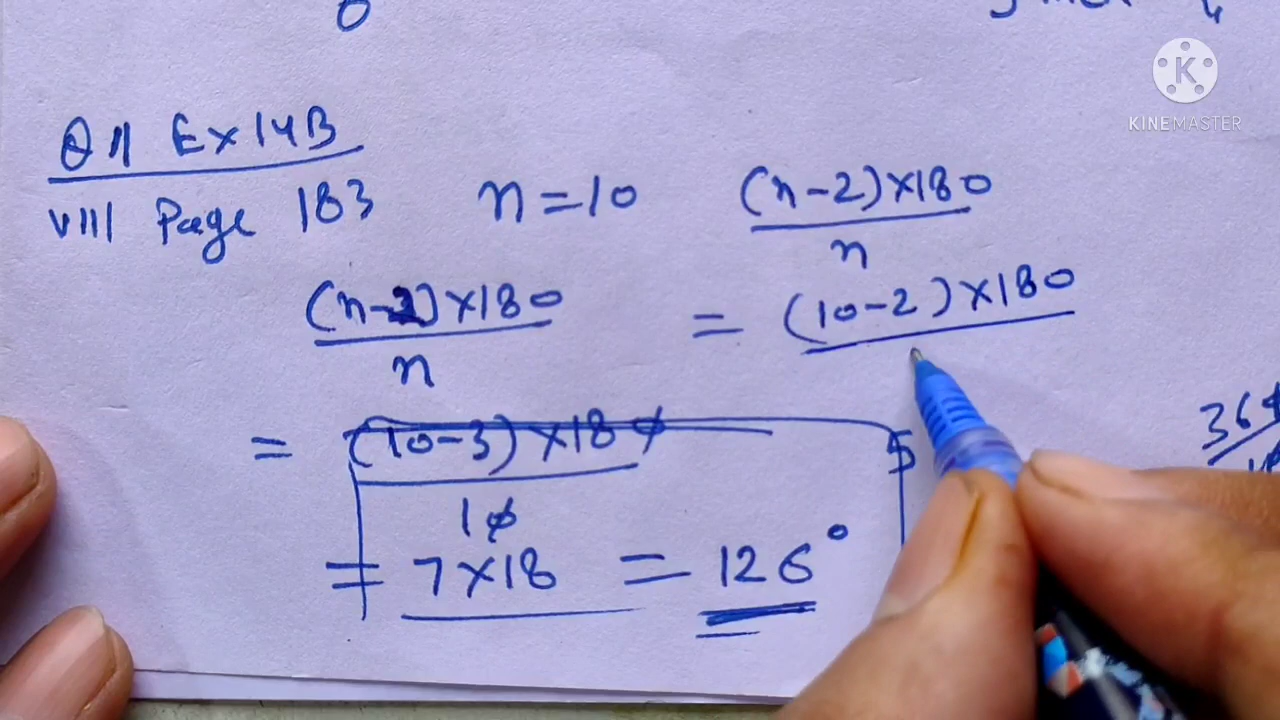 Q 11 Ex 14B
VIII Page 183
n = 10
(n-2)×180
n
= (10-2)×180
(n-2)×180
n
= (10-3)×180
10
= 7×18 = 126°
36
KINEMASTER